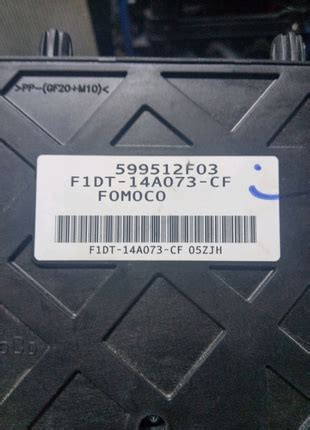 >PP-(GF20+M10)<
599512F03
F1DT-14A073-CF
FOMOCO
F1DT-14A073-CF 05ZJH